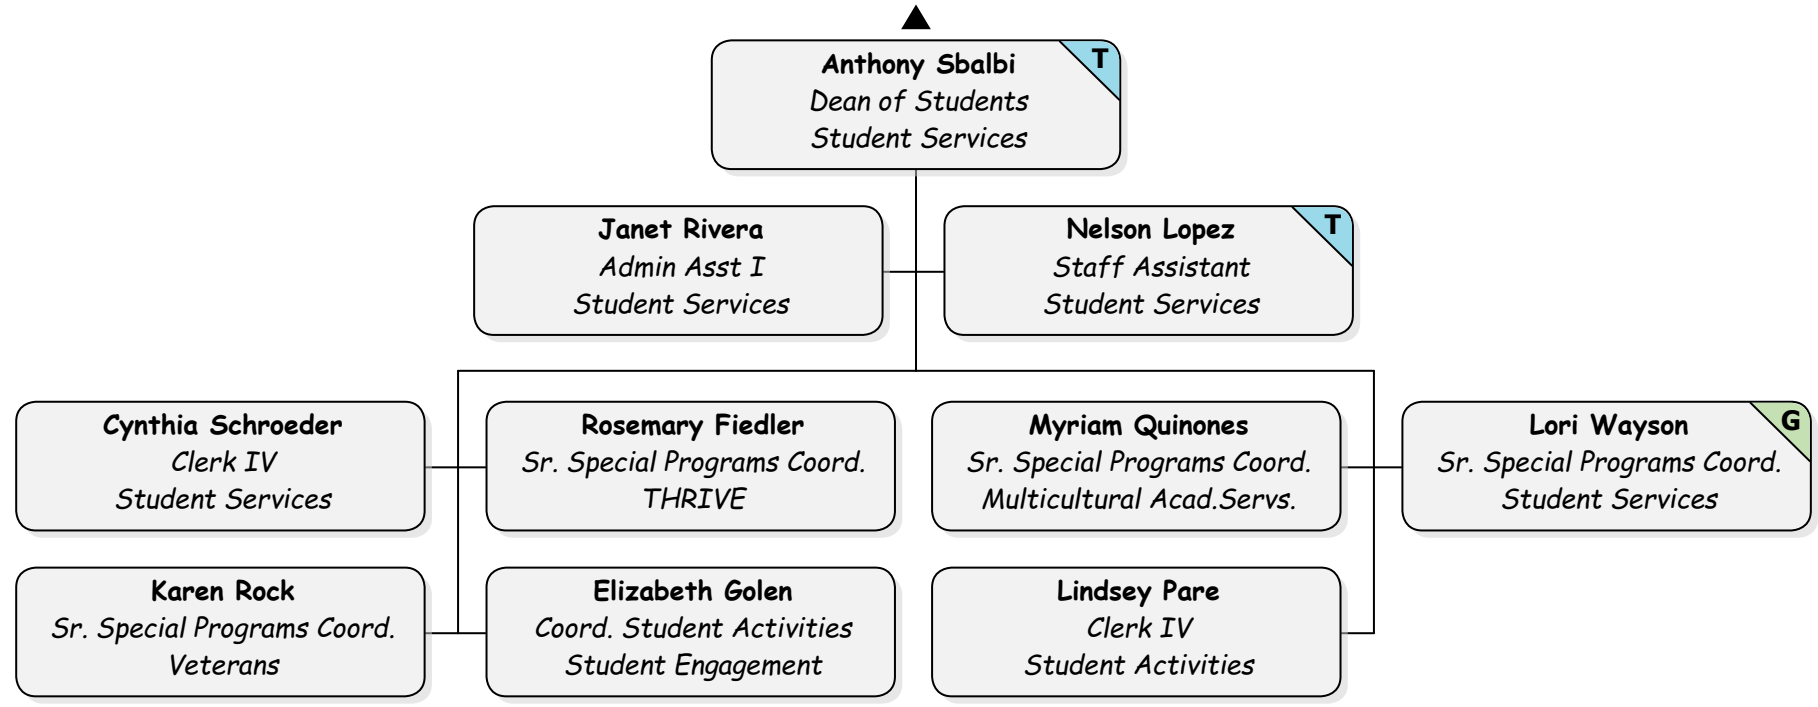 Anthony Sbalbi
T
Dean of Students
Student Services
Janet Rivera
Admin Asst I
Student Services
Nelson Lopez
T
Staff Assistant
Student Services
Cynthia Schroeder
Clerk IV
Student Services
Rosemary Fiedler
Sr. Special Programs Coord.
THRIVE
Myriam Quinones
Sr. Special Programs Coord.
Multicultural Acad.Servs.
Lori Wayson
G
Sr. Special Programs Coord.
Student Services
Karen Rock
Sr. Special Programs Coord.
Veterans
Elizabeth Golen
Coord. Student Activities
Student Engagement
Lindsey Pare
Clerk IV
Student Activities